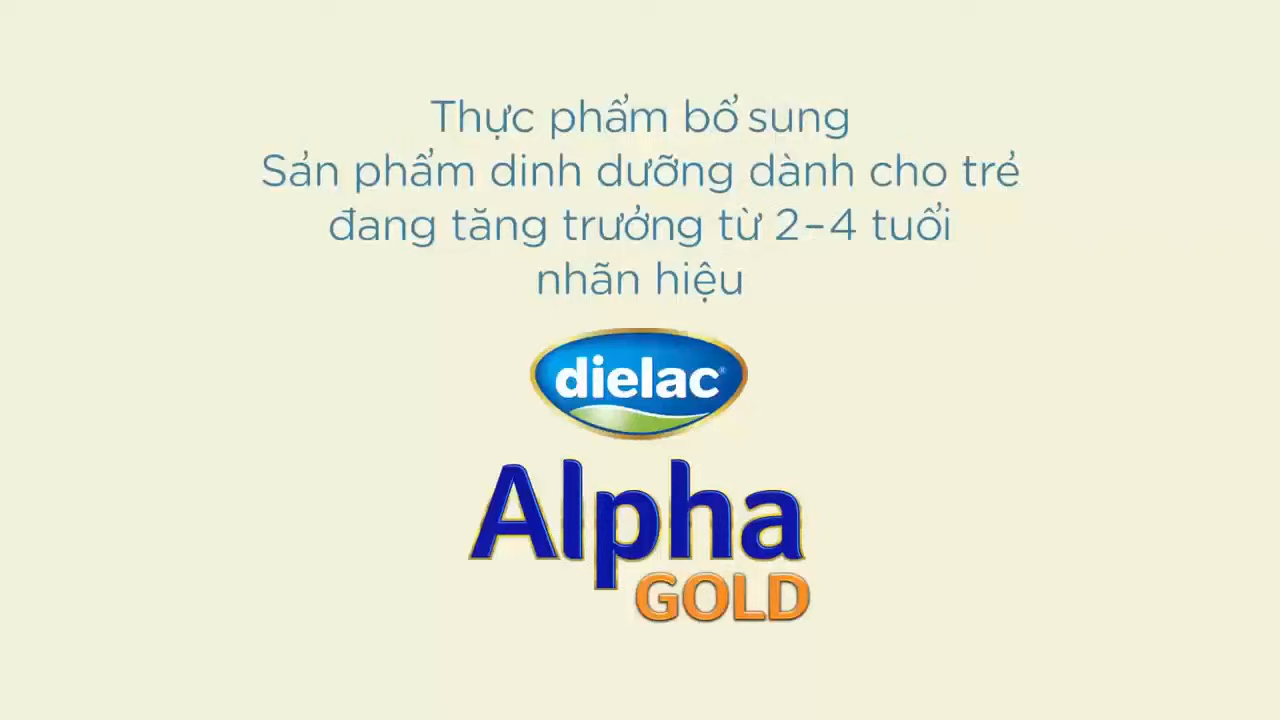 Thực phẩm bổ sung
Sản phẩm dinh dưỡng dành cho trẻ
đang tăng trưởng từ 2–4 tuổi
nhãn hiệu
dielac®
Alpha
GOLD